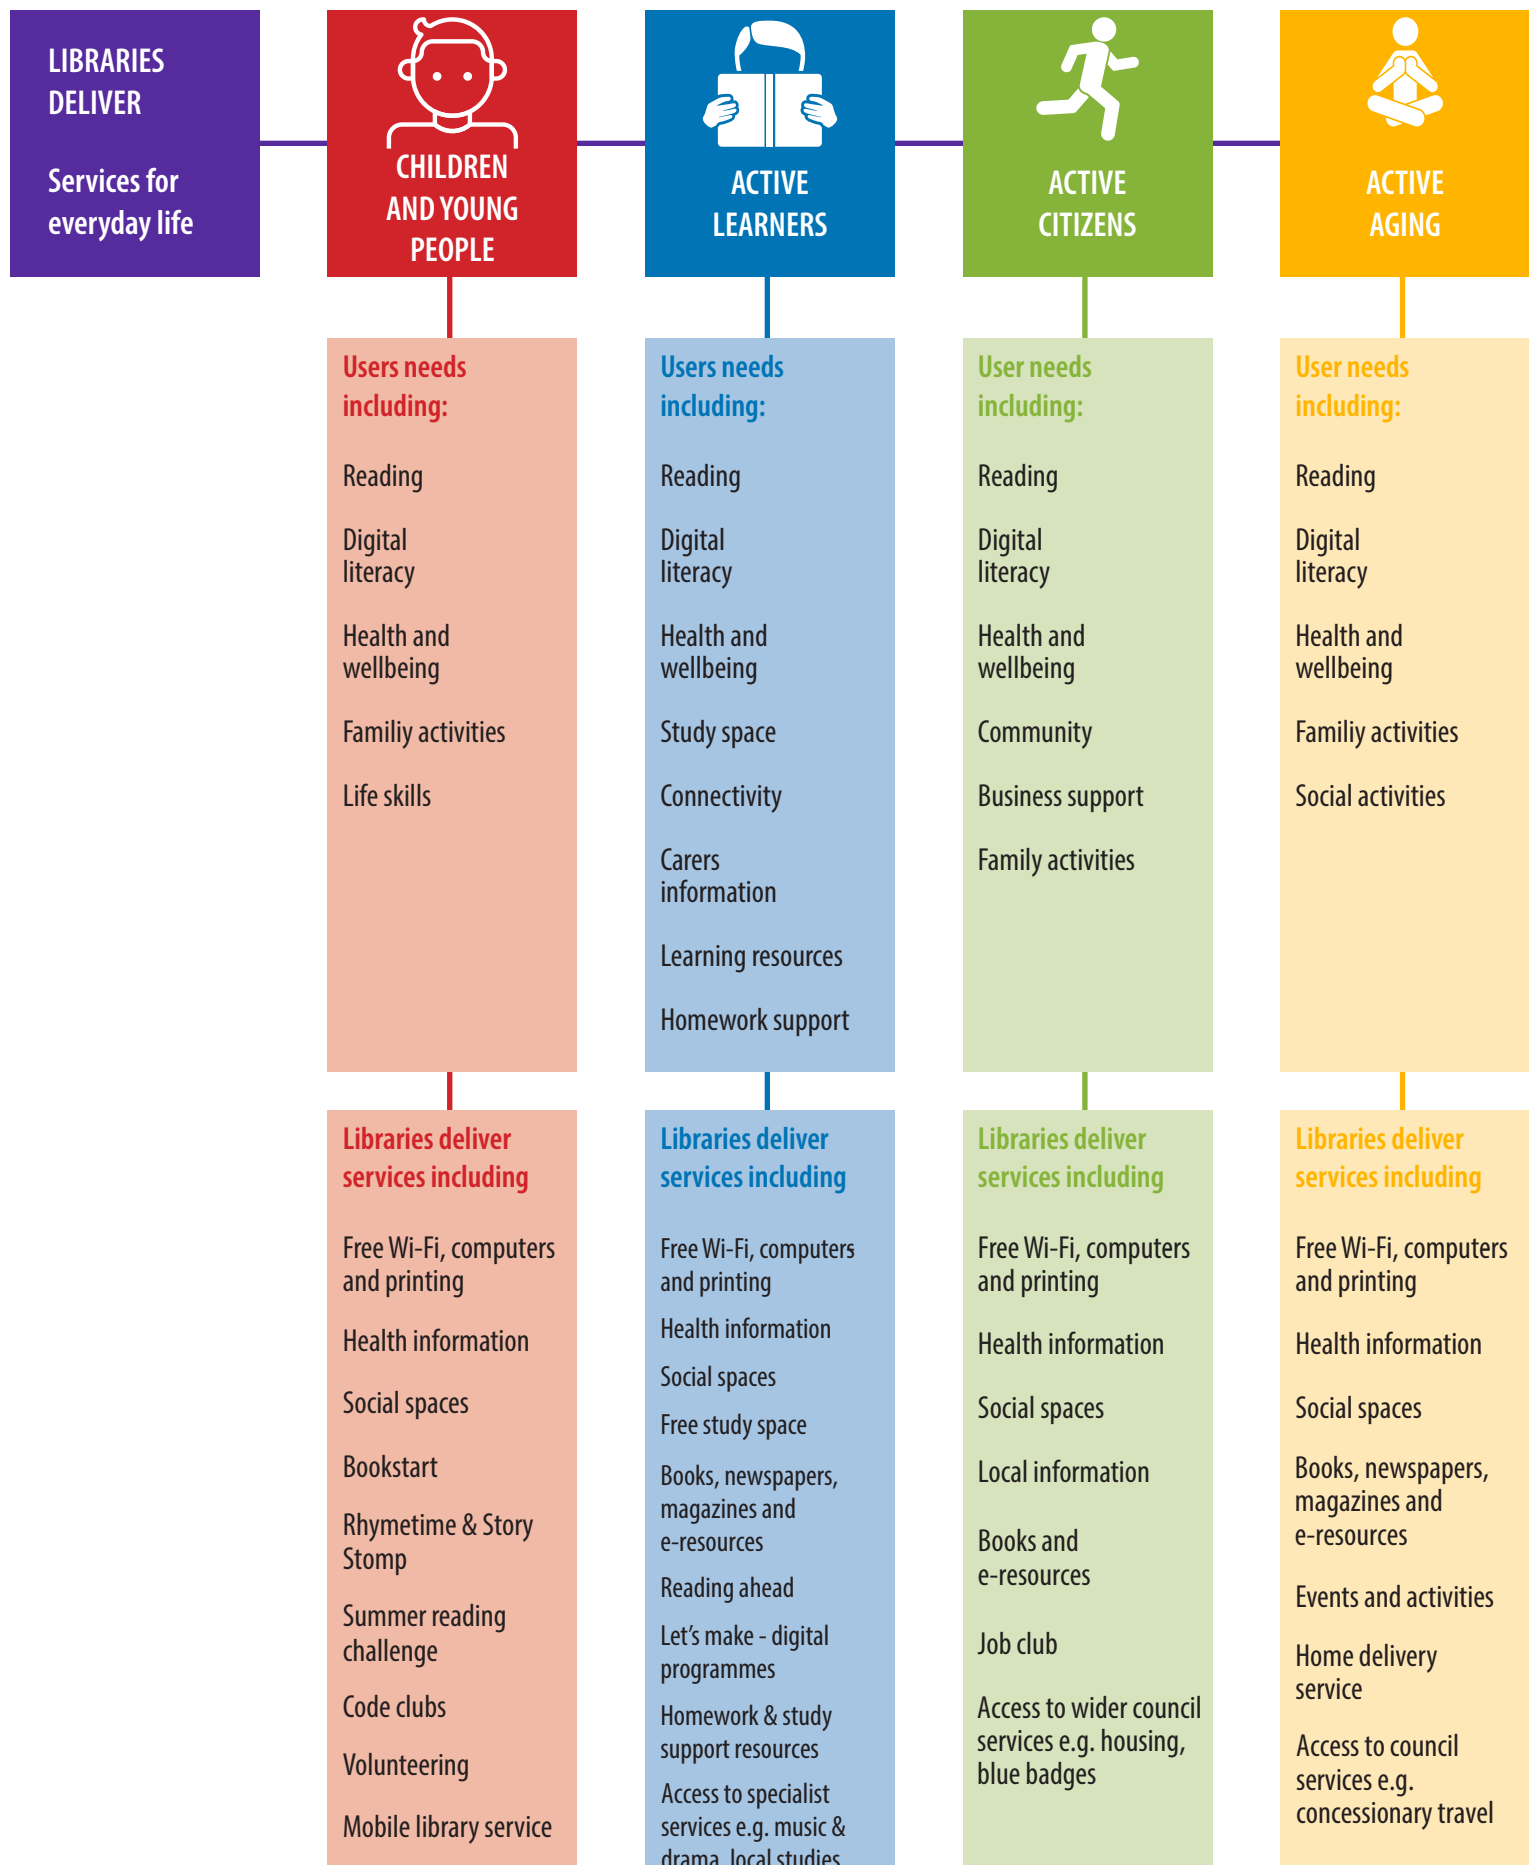 LIBRARIES
DELIVER
Services for
everyday life
CHILDREN
AND YOUNG
PEOPLE
Users needs
including:
Reading
Digital
literacy
Health and
wellbeing
Familiy activities
Life skills
Libraries deliver
services including
Free Wi-Fi, computers
and printing
Health information
Social spaces
Bookstart
Rhymetime & Story
Stomp
Summer reading
challenge
Code clubs
Volunteering
Mobile library service
ACTIVE
LEARNERS
Users needs
including:
Reading
Digital
literacy
Health and
wellbeing
Study space
Connectivity
Carers
information
Learning resources
Homework support
Libraries deliver
services including
Free Wi-Fi, computers
and printing
Health information
Social spaces
Free study space
Books, newspapers,
magazines and
e-resources
Reading ahead
Let's make - digital
programmes
Homework & study
support resources
Access to specialist
services e.g. music &
drama, local studies
ACTIVE
CITIZENS
User needs
including:
Reading
Digital
literacy
Health and
wellbeing
Community
Business support
Family activities
Libraries deliver
services including
Free Wi-Fi, computers
and printing
Health information
Social spaces
Local information
Books and
e-resources
Job club
Access to wider council
services e.g. housing,
blue badges
ACTIVE
AGING
User needs
including:
Reading
Digital
literacy
Health and
wellbeing
Familiy activities
Social activities
Libraries deliver
services including
Free Wi-Fi, computers
and printing
Health information
Social spaces
Books, newspapers,
magazines and
e-resources
Events and activities
Home delivery
service
Access to council
services e.g.
concessionary travel